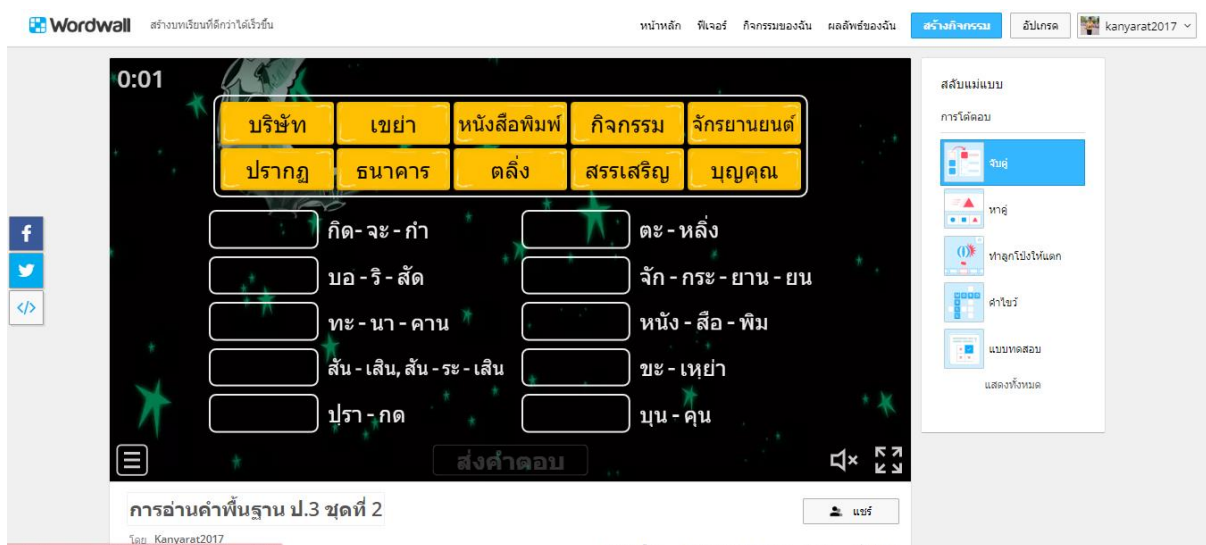 Wordwall สร้างบทเรียนที่ดีกว่าได้เร็วขึ้น หน้าหลัก ฟีเจอร์ กิจกรรมของฉัน ผลลัพธ์ของฉัน สร้างกิจกรรม อัปเกรด kanyarat2017
0:01
บริษัท เขย่า หนังสือพิมพ์ กิจกรรม จักรยานยนต์
ปรากฏ ธนาคาร ตลิ่ง สรรเสริญ บุญคุณ
กิด- จะ - กำ ตะ - หลิ่ง
บอ - ริ - สัด จัก - กระ - ยาน - ยน
ทะ - นา - คาน หนัง - สือ - พิม
สัน - เสิน, สัน - ระ - เสิน ขะ - เหฺย่า
ปฺรา - กด บุน - คุน
ส่งคำตอบ
สลับแม่แบบ
การโต้ตอบ
จับคู่
หาคู่
ทำลูกโป่งให้แตก
คำไขว้
แบบทดสอบ
แสดงทั้งหมด
การอ่านคำพื้นฐาน ป.3 ชุดที่ 2
แชร์
โดย Kanyarat2017